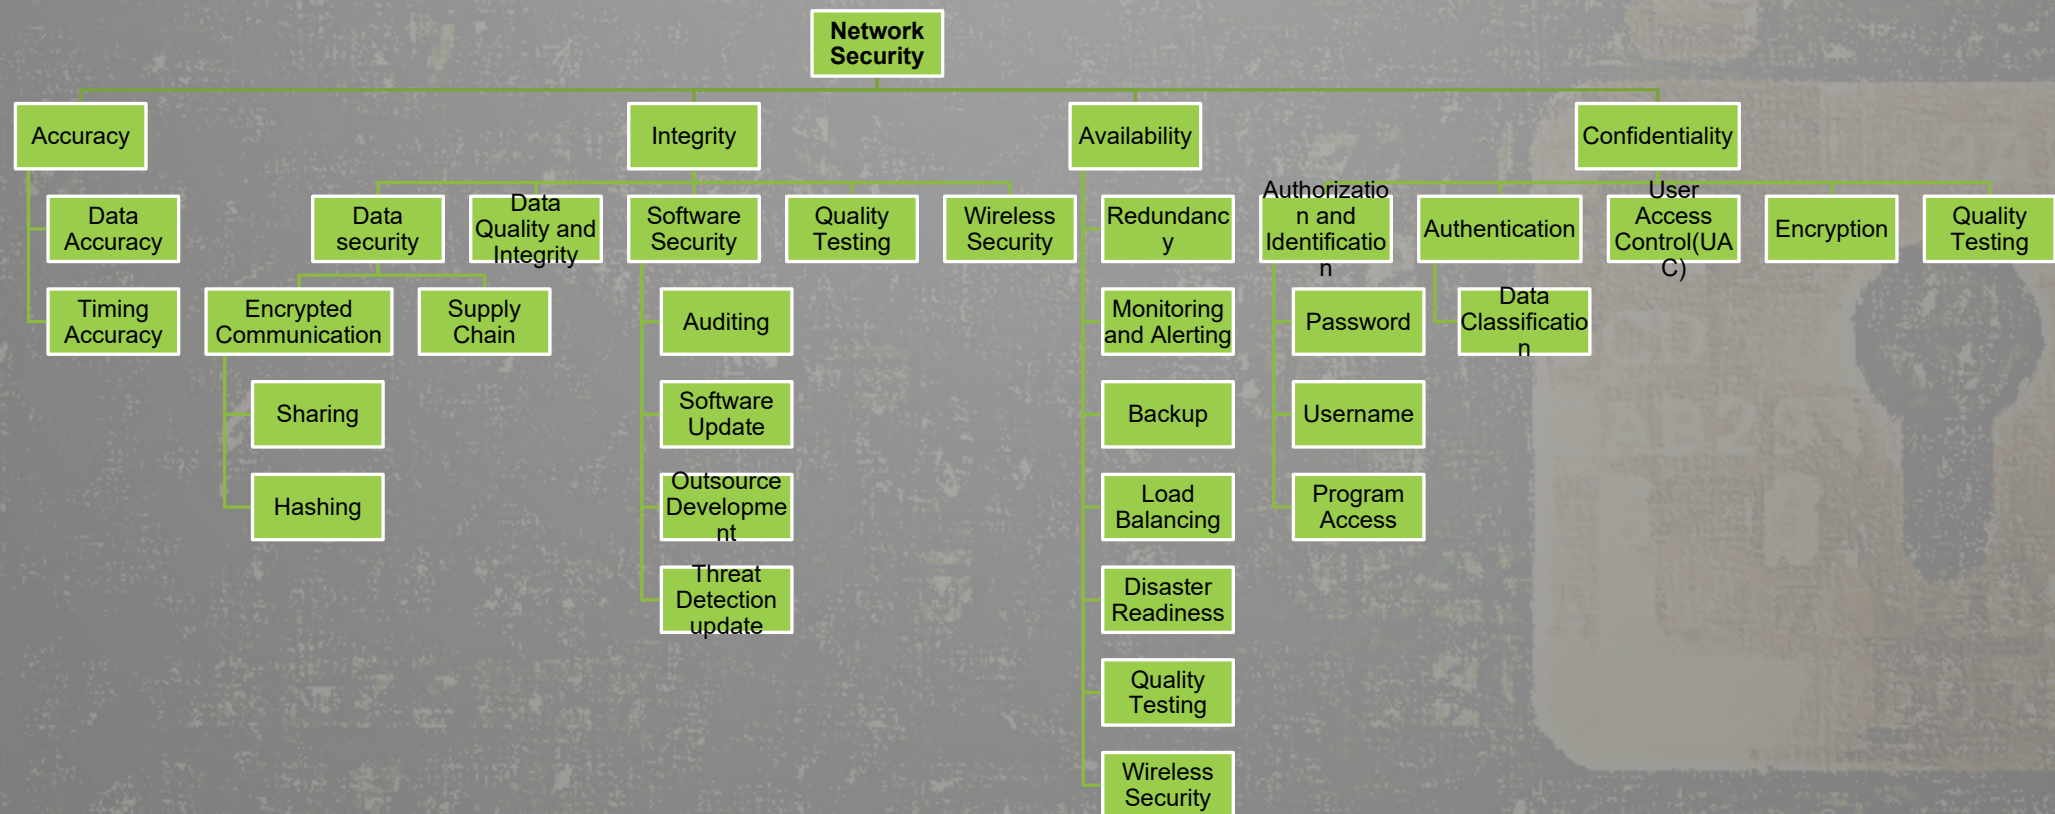 Network
Security
Accuracy
Integrity
Availability
Confidentiality
Data
Accuracy
Data
security
Data
Quality and
Integrity
Software
Security
Quality
Testing
Wireless
Security
Redundanc
y
Authorizatio
n and
Identificatio
n
Authentication
User
Access
Control(UA
C)
Encryption
Quality
Testing
Timing
Accuracy
Encrypted
Communication
Supply
Chain
Auditing
Monitoring
and Alerting
Password
Data
Classificatio
n
Sharing
Software
Update
Backup
Username
Hashing
Outsource
Developme
nt
Load
Balancing
Program
Access
Threat
Detection
update
Disaster
Readiness
Quality
Testing
Wireless
Security